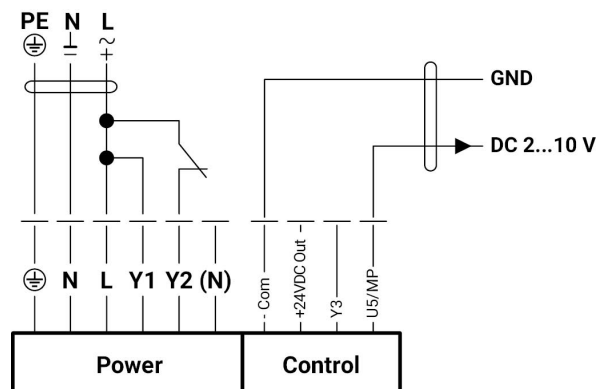 PE N L
+ ~
GND
DC 2...10 V
N L Y1 Y2 (N)
- Com
+24VDC Out -
Y3
U5/MP
Power
Control